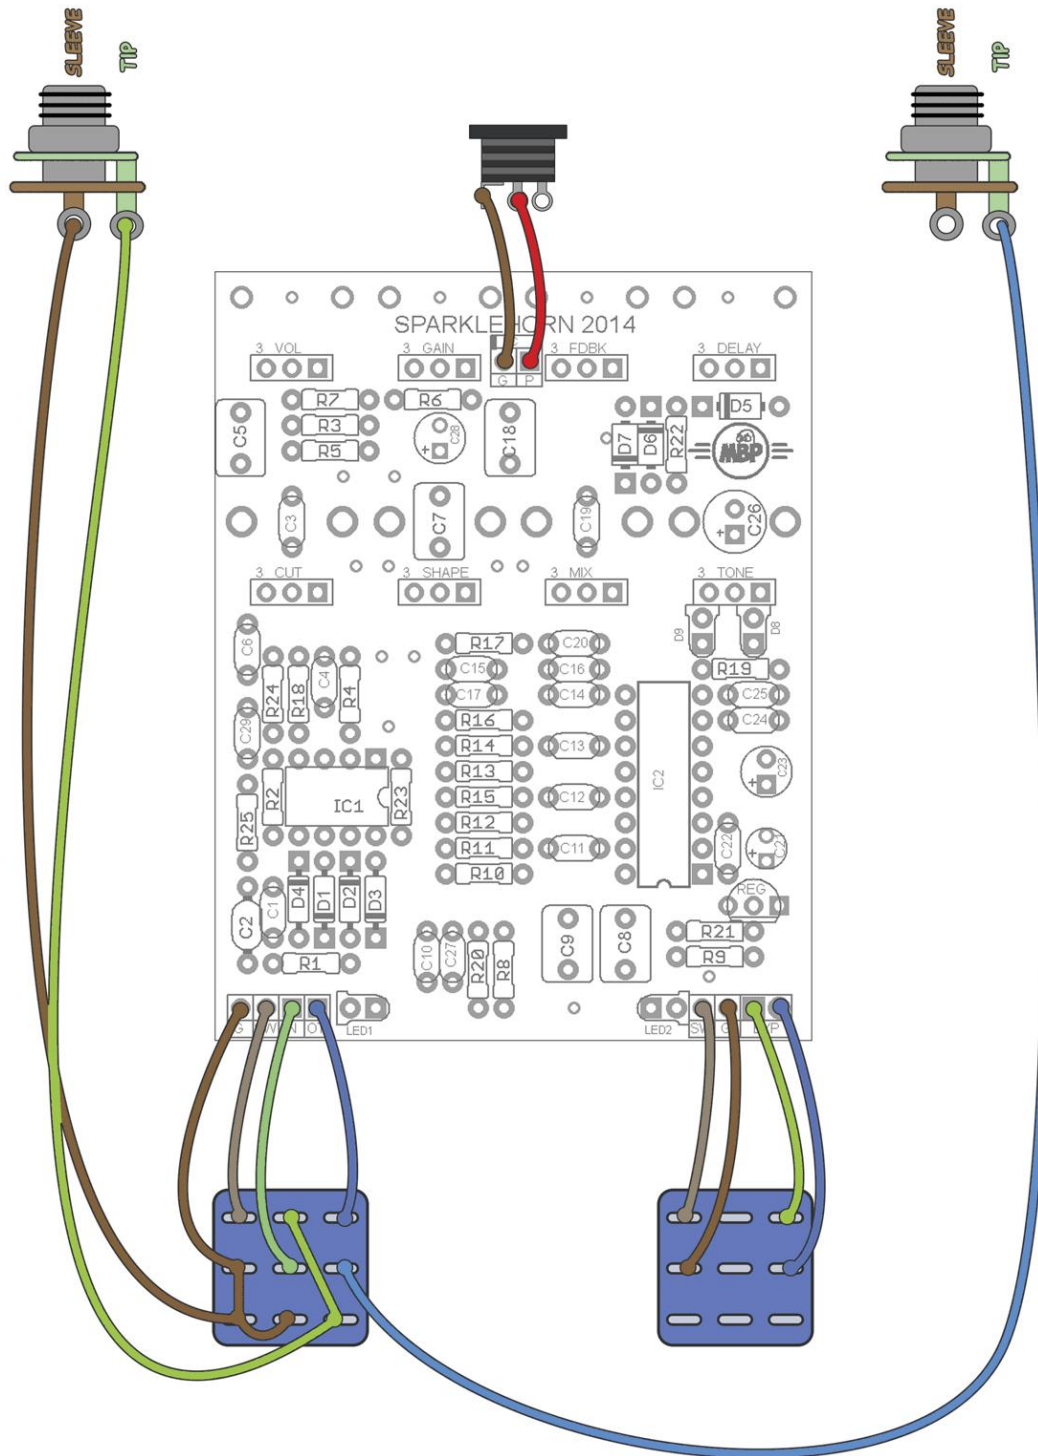 SLEEVE
TIP
SLEEVE
TIP
SPARKLEHORN 2014
3 VOL
3 GAIN
G P
3 FDBK
3 DELAY
R7
R6
R3
R5
C5
C28
+
C18
D7
D6
R22
D5
MBP
C3
C7
C19
C26
+
3 CUT
3 SHAPE
3 MIX
3 TONE
D9
D8
C6
R17
C20
C15
C16
R19
C17
C14
C25
C24
R24
R18
C4
R4
C29
R16
R14
C13
R13
IC2
C23
+
R2
IC1
R23
R15
C12
R25
R12
R11
C11
C22
C21
+
R10
REG
D4
D1
D2
D3
C1
C2
R1
C10
C27
R20
R8
C9
C8
R21
R9
G
LED1
LED2